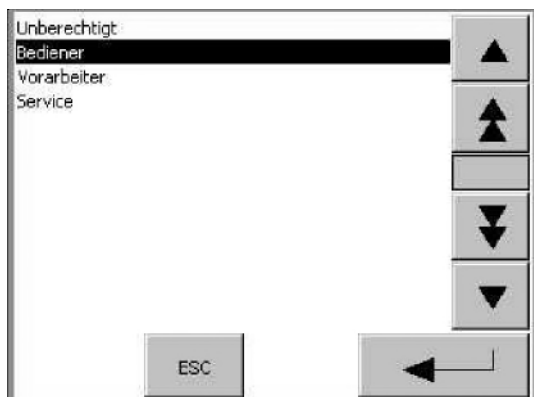 Unberechtigt
Bediener
Vorarbeiter
Service
ESC